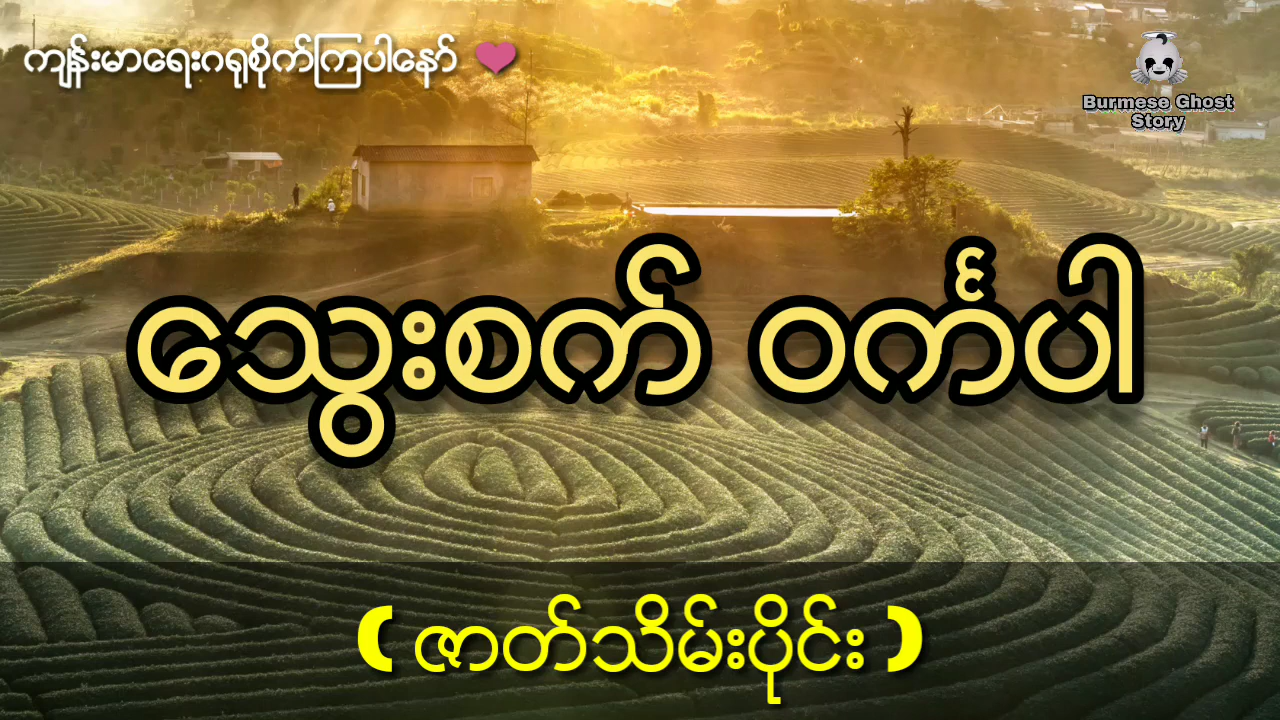 ကျန်းမာရေးဂရုစိုက်ကြပါနော် ❤
Burmese Ghost
Story
သွေးစက် ဝင်္ကပါ
( ဇာတ်သိမ်းပိုင်း )